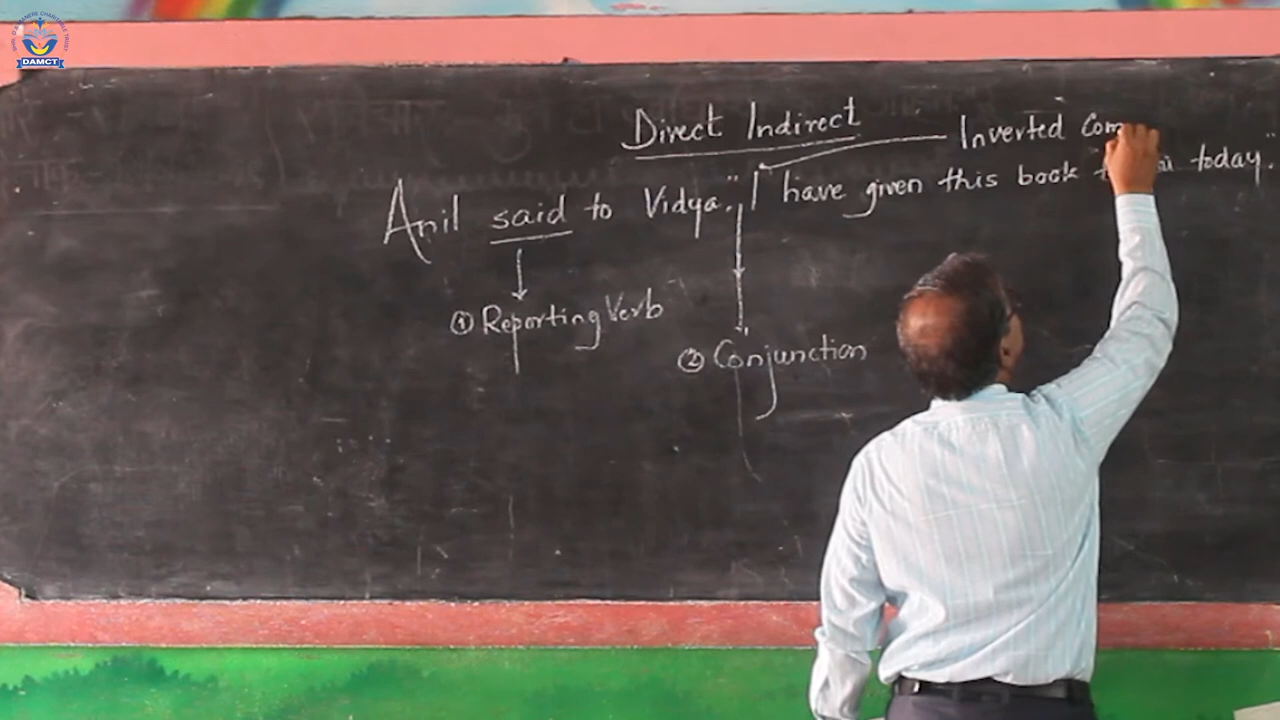 DAMCT
Direct Indirect
Inverted Com
Anil said to Vidya. "I have given this book today."
① Reporting Verb
② Conjunction